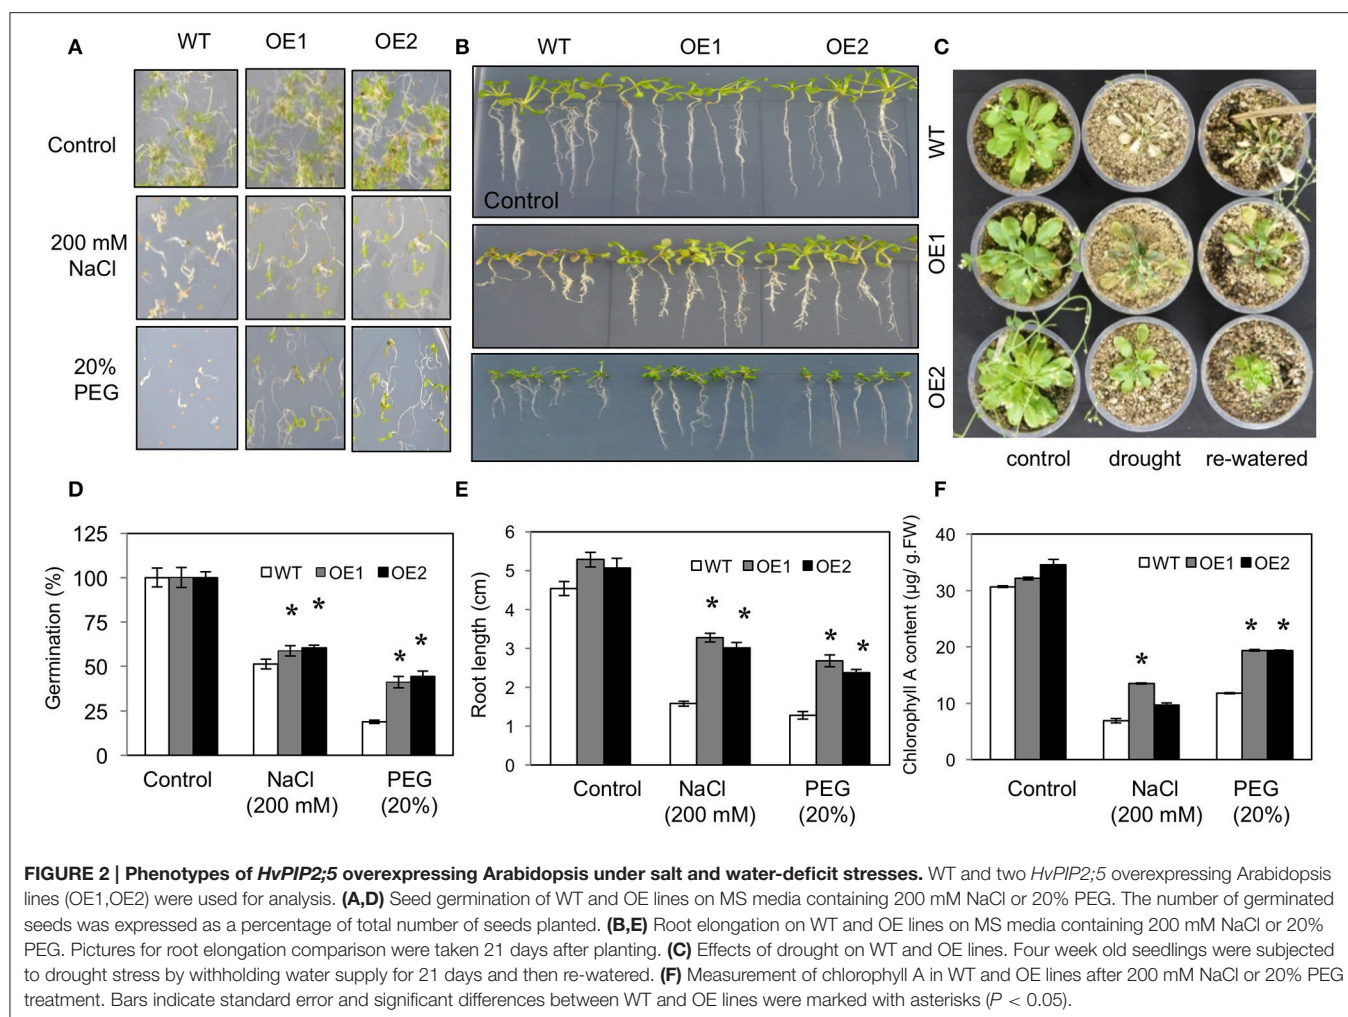 A WT OE1 OE2
Control
200 mM
NaCl
20%
PEG
B WT OE1 OE2
Control
C
WT
OE1
OE2
control drought re-watered
D
Germination (%)
125
100
75
50
25
0
WT OE1 OE2
* *
* *
Control NaCl PEG
(200 mM) (20%)
E
Root length (cm)
6
5
4
3
2
1
0
WT OE1 OE2
* *
* *
Control NaCl PEG
(200 mM) (20%)
F
Chlorophyll A content (µg/ g.FW)
40
30
20
10
0
WT OE1 OE2
*
* *
Control NaCl PEG
(200 mM) (20%)
FIGURE 2 | Phenotypes of HvPIP2;5 overexpressing Arabidopsis under salt and water-deficit stresses. WT and two HvPIP2;5 overexpressing Arabidopsis
lines (OE1,OE2) were used for analysis. (A,D) Seed germination of WT and OE lines on MS media containing 200 mM NaCl or 20% PEG. The number of germinated
seeds was expressed as a percentage of total number of seeds planted. (B,E) Root elongation on WT and OE lines on MS media containing 200 mM NaCl or 20%
PEG. Pictures for root elongation comparison were taken 21 days after planting. (C) Effects of drought on WT and OE lines. Four week old seedlings were subjected
to drought stress by withholding water supply for 21 days and then re-watered. (F) Measurement of chlorophyll A in WT and OE lines after 200 mM NaCl or 20% PEG
treatment. Bars indicate standard error and significant differences between WT and OE lines were marked with asterisks (P < 0.05).